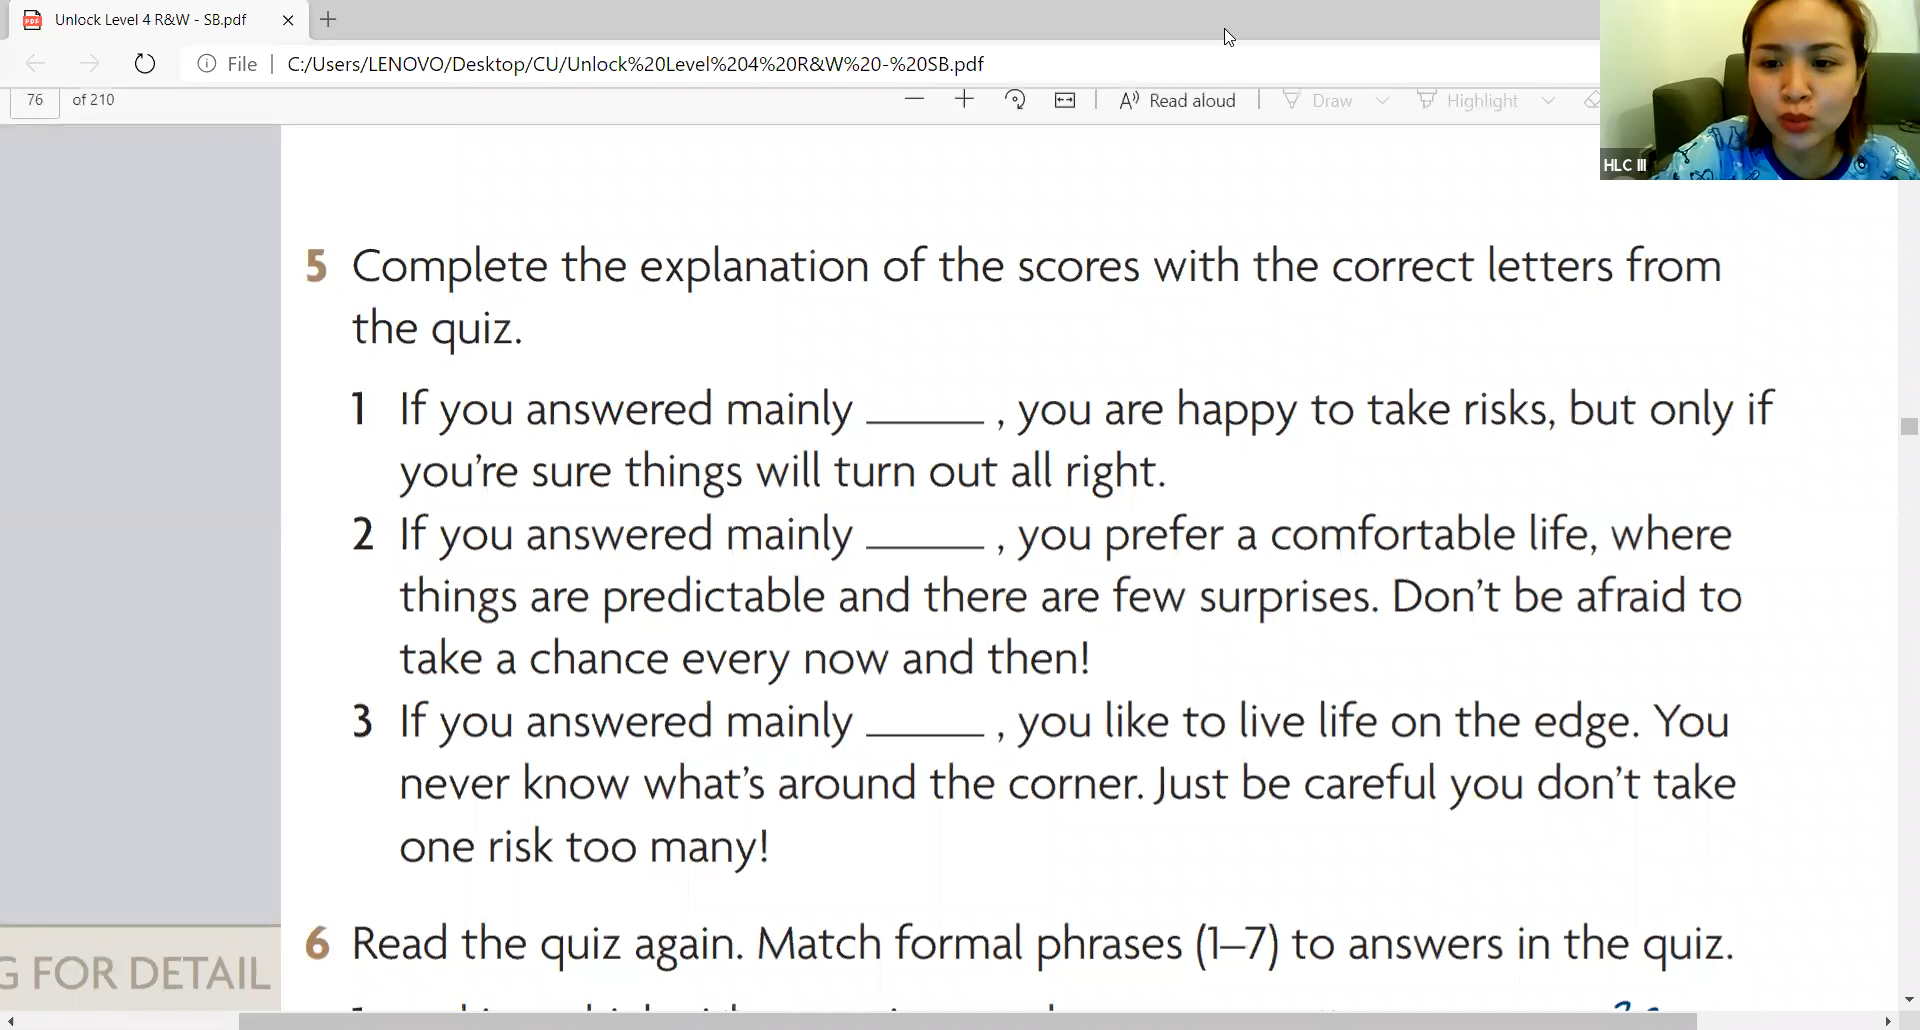 Unlock Level 4 R&W - SB.pdf
File
C:/Users/LENOVO/Desktop/CU/Unlock%20Level%204%20R&W%20-%20SB.pdf
76 of 210
Read aloud
Draw
Highlight
HLC III
5 Complete the explanation of the scores with the correct letters from
the quiz.
1 If you answered mainly _____ , you are happy to take risks, but only if
you're sure things will turn out all right.
2 If you answered mainly _____ , you prefer a comfortable life, where
things are predictable and there are few surprises. Don't be afraid to
take a chance every now and then!
3 If you answered mainly _____ , you like to live life on the edge. You
never know what's around the corner. Just be careful you don't take
one risk too many!
6 Read the quiz again. Match formal phrases (1–7) to answers in the quiz.
G FOR DETAIL